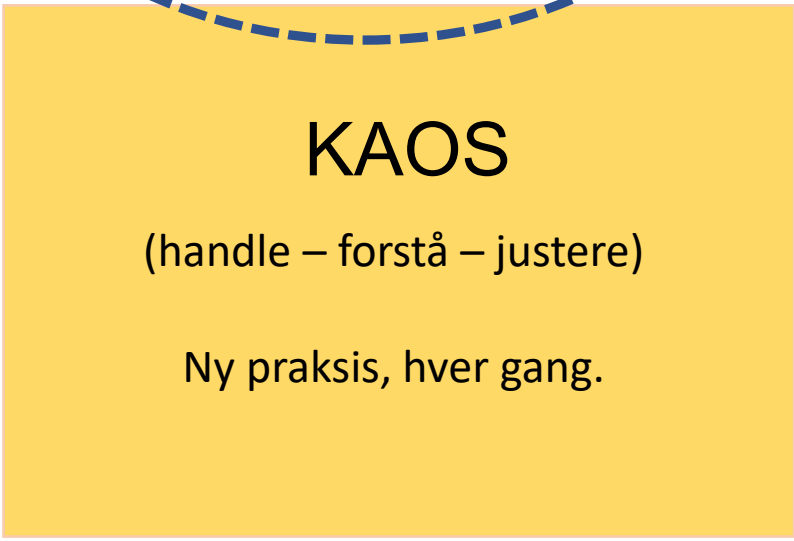 KAOS
(handle – forstå – justere)
Ny praksis, hver gang.